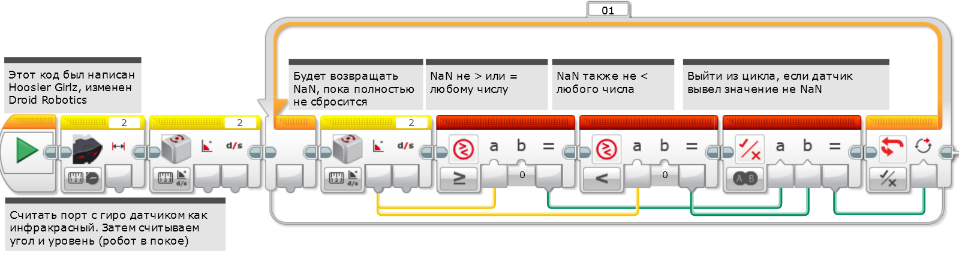 01
Этот код был написан
Hoosier Girlz, изменен
Droid Robotics
Будет возвращать
NaN, пока полностью
не сбросится
NaN не > или =
любому числу
NaN также не <
любого числа
Выйти из цикла, если датчик
вывел значение не NaN
2
2 d/s
2 d/s
a b =
≥ 0
a b =
< 0
a b =
A B
Считать порт с гиро датчиком как
инфракрасный. Затем считываем
угол и уровень (робот в покое)